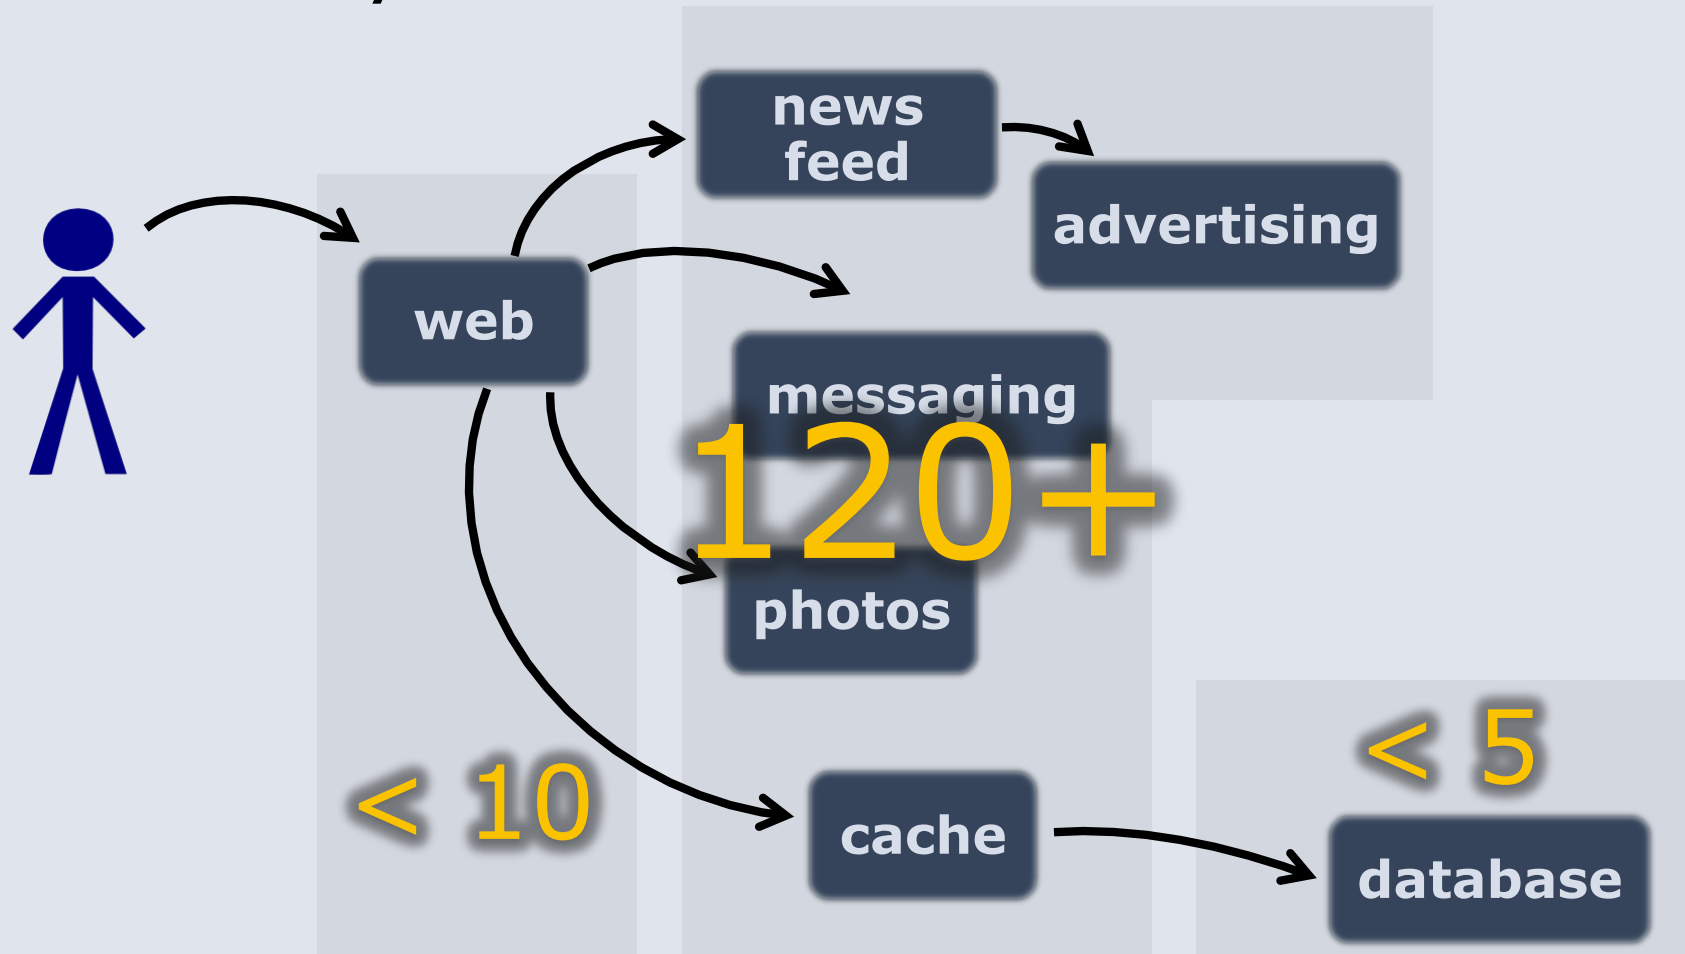 news
feed
advertising
web
messaging
120+
photos
< 10
< 5
cache
database